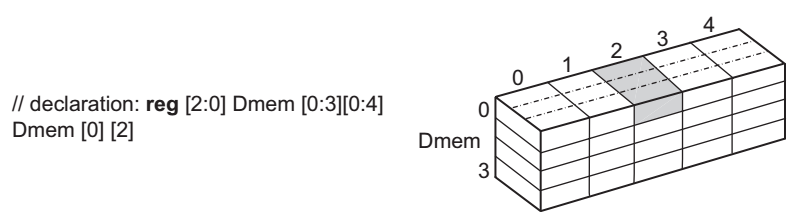 // declaration: reg [2:0] Dmem [0:3][0:4]
Dmem [0] [2]
0 1 2 3 4
0
Dmem
3